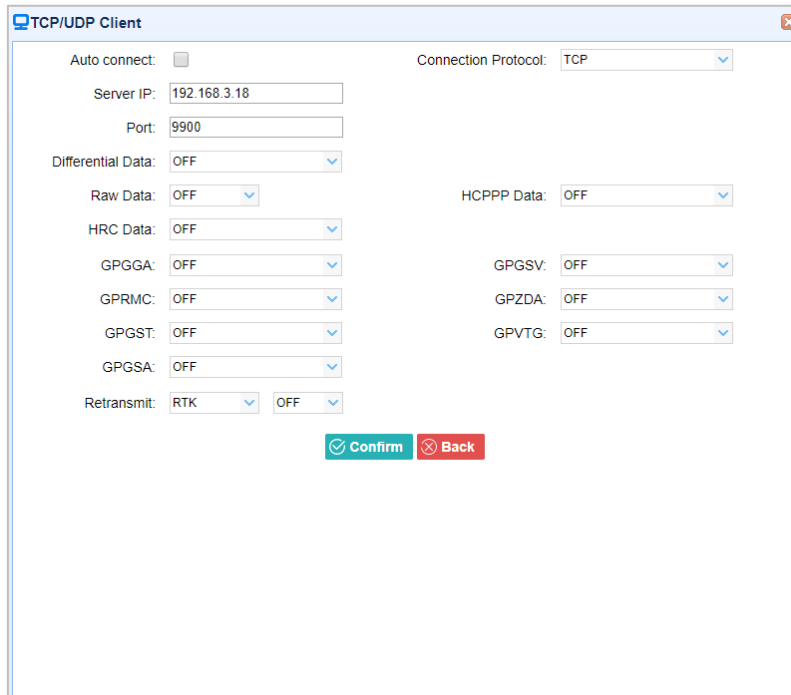 TCP/UDP Client
Auto connect: Connection Protocol: TCP
Server IP: 192.168.3.18
Port: 9900
Differential Data: OFF
Raw Data: OFF HCPPP Data: OFF
HRC Data: OFF
GPGGA: OFF GPGSV: OFF
GPRMC: OFF GPZDA: OFF
GPGST: OFF GPVTG: OFF
GPGSA: OFF
Retransmit: RTK OFF
Confirm Back